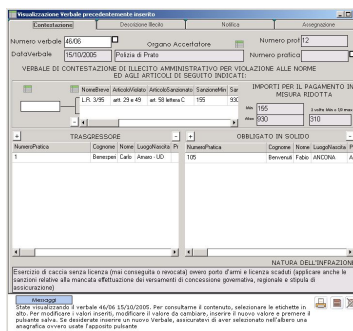 Visualizzazione Verbale precedentemente inserito
Contestazione Descrizione Illecito Notifica Assegnazione
Numero verbale 46/06 Organo Accertatore Numero prot 12
DataVerbale 15/10/2005 Polizia di Prato Numero pratica
VERBALE DI CONTESTAZIONE DI ILLECITO AMMINISTRATIVO PER VIOLAZIONE ALLE NORME
ED AGLI ARTICOLI DI SEGUITO INDICATI:
IMPORTI PER IL PAGAMENTO IN
MISURA RIDOTTA
NomeBreve ArticoloViolato ArticoloSanzionato SanzioneMin San
L.R. 3/95 artt. 29 e 49 art. 58 lettera C 155 930
Min 155
Max 930 310
TRASGRESSORE OBBLIGATO IN SOLIDO
NumeroPratica Cognome Nome LuogoNascita Pr
1 Benesperi Carlo Amaro - UD
NumeroPratica Cognome Nome LuogoNascita
105 Benvenuti Fabio ANCONA A
NATURA DELL'INFRAZION
Esercizio di caccia senza licenza (mai conseguita o revocata) ovvero porto d'armi e licenza scaduti (applicare anche le
sanzioni relative alla mancata effettuazione dei versamenti di concessione governativa, regionale e stipula di
assicurazione)
Messaggi
State visualizzando il verbale 46/06 15/10/2005. Per consultarne il contenuto, selezionare le etichette in
alto. Per modificare i valori inseriti, modificare il valore da cambiare, inserire il nuovo valore e premere il
pulsante salva. Se desiderate inserire un nuovo Verbale, assicuratevi di aver selezionato nell'albero una
anagrafica ovvero usate l'apposito pulsante